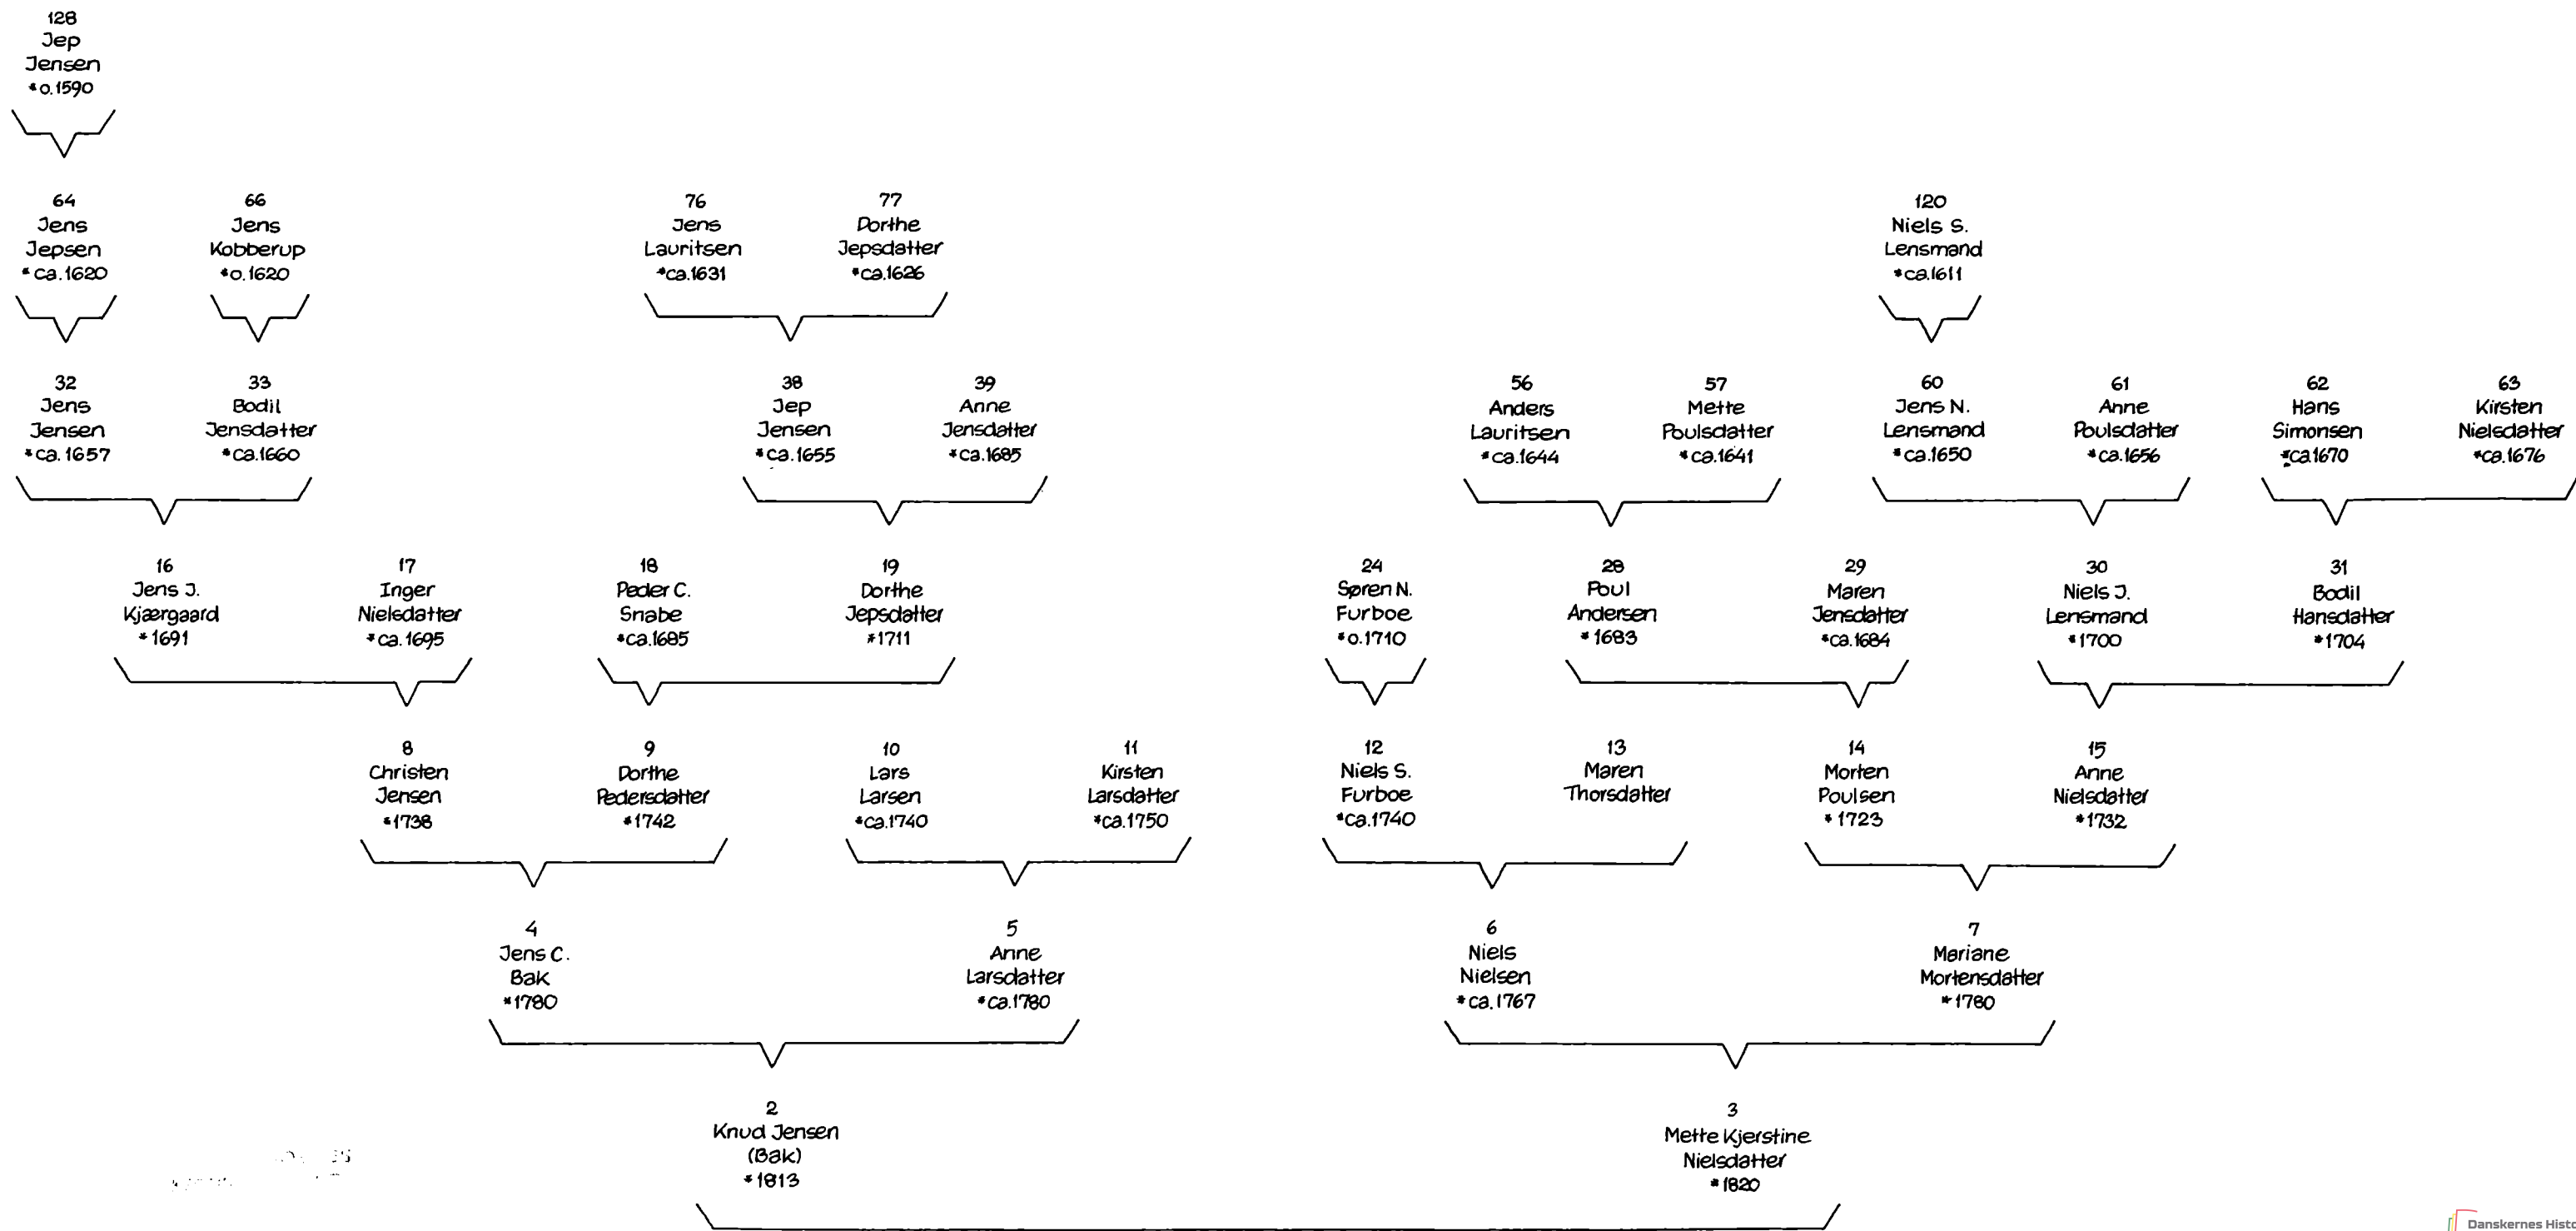 128
Jep
Jensen
*o.1590
64
Jens
Jepsen
*ca.1620
66
Jens
Kobberup
*o.1620
76
Jens
Lauritsen
*ca.1631
77
Dorthe
Jepsdatter
*ca.1626
120
Niels S.
Lensmand
*ca.1611
32
Jens
Jensen
*ca.1657
33
Bodil
Jensdatter
*ca.1660
38
Jep
Jensen
*ca.1655
39
Anne
Jensdatter
*ca.1685
56
Anders
Lauritsen
*ca.1644
57
Mette
Poulsdatter
*ca.1641
60
Jens N.
Lensmand
*ca.1650
61
Anne
Poulsdatter
*ca.1656
62
Hans
Simonsen
*ca1670
63
Kirsten
Nielsdatter
*ca.1676
16
Jens J.
Kjærgaard
*1691
17
Inger
Nielsdatter
*ca.1695
18
Peder C.
Snabe
*ca.1685
19
Dorthe
Jepsdatter
*1711
24
Søren N.
Furboe
*o.1710
28
Poul
Andersen
*1683
29
Maren
Jensdatter
*ca.1684
30
Niels J.
Lensmand
*1700
31
Bodil
Hansdatter
*1704
8
Christen
Jensen
*1738
9
Dorthe
Pedersdatter
*1742
10
Lars
Larsen
*ca.1740
11
Kirsten
Larsdatter
*ca.1750
12
Niels S.
Furboe
*ca.1740
13
Maren
Thorsdatter
14
Morten
Poulsen
*1723
15
Anne
Nielsdatter
*1732
4
Jens C.
Bak
*1780
5
Anne
Larsdatter
*ca.1780
6
Niels
Nielsen
*ca.1767
7
Mariane
Mortensdatter
*1780
2
Knud Jensen
(Bak)
*1813
3
Mette Kjerstine
Nielsdatter
*1820
Danskernes Histo